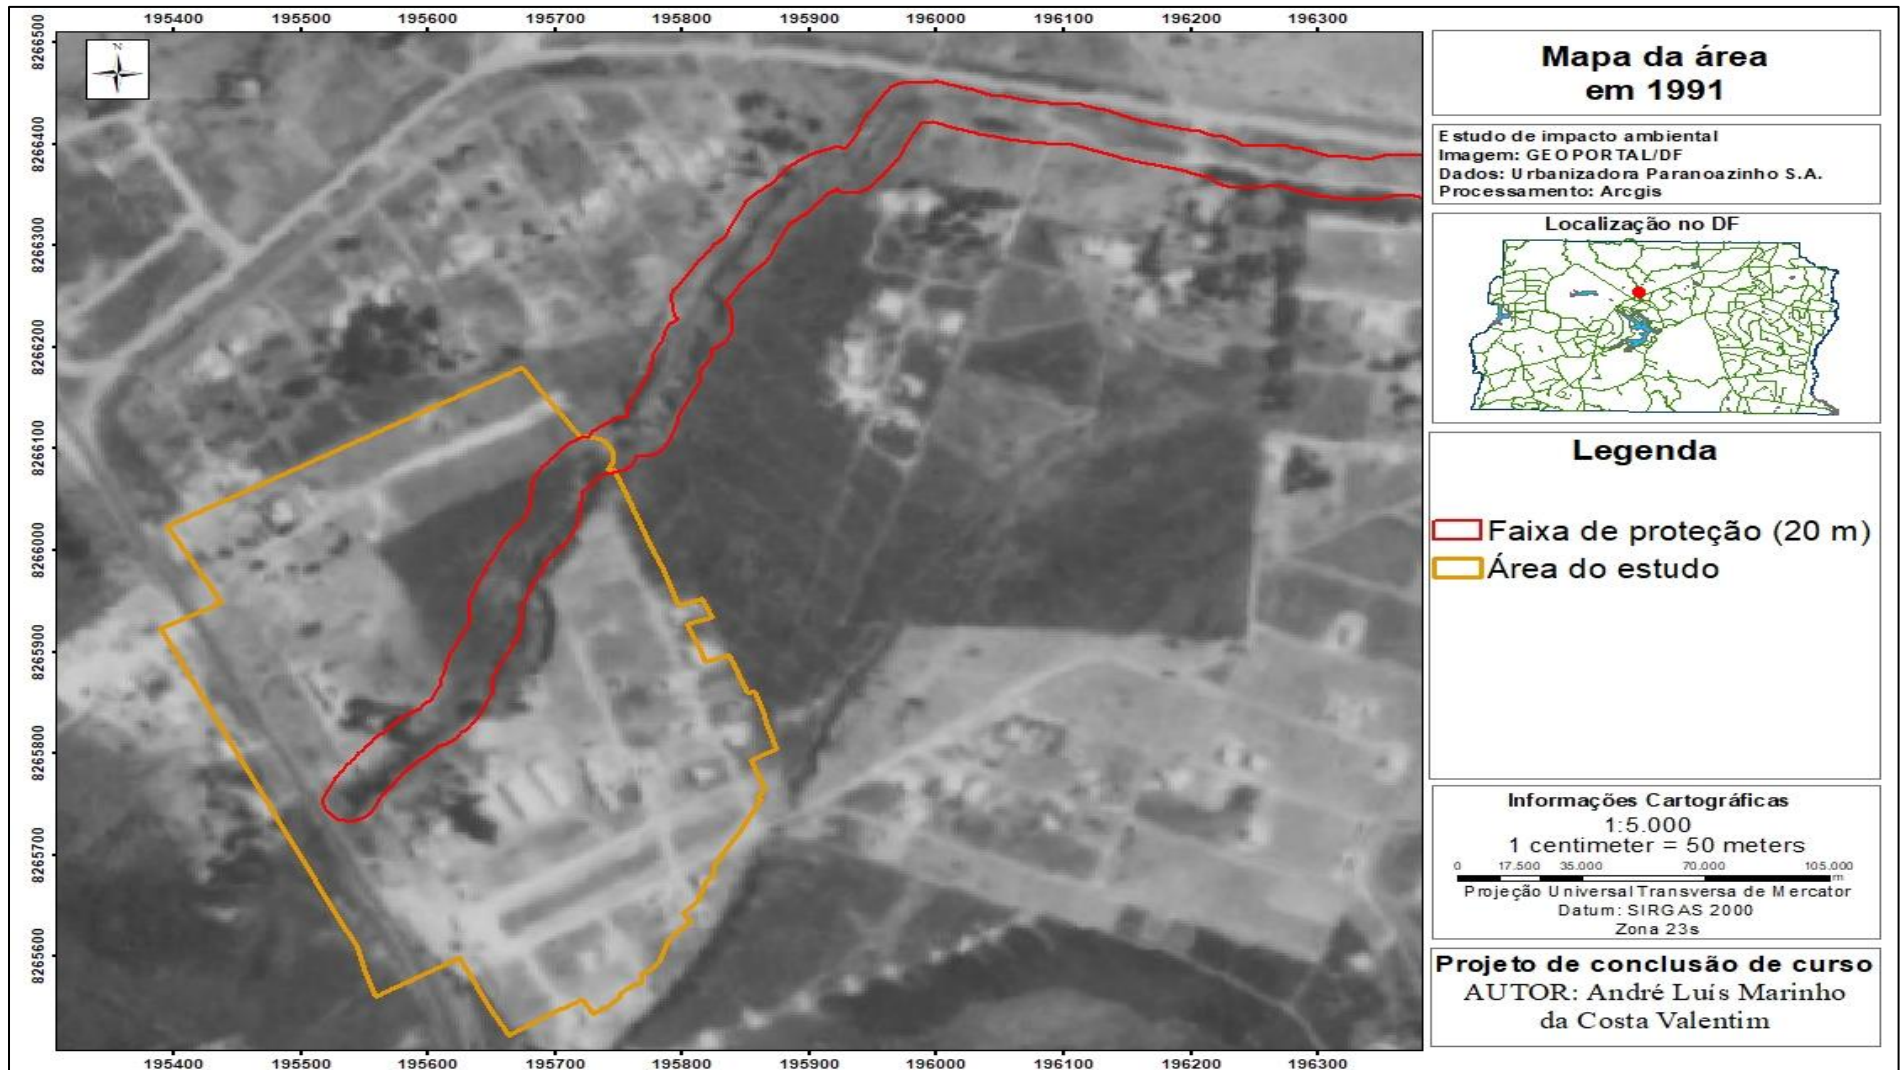 195400 195500 195600 195700 195800 195900 196000 196100 196200 196300
8266500
8266400
8266300
8266200
8266100
8266000
8265900
8265800
8265700
8265600
N
195400 195500 195600 195700 195800 195900 196000 196100 196200 196300
Mapa da área
em 1991
Estudo de impacto ambiental
Imagem: GEOPORTAL/DF
Dados: Urbanizadora Paranoazinho S.A.
Processamento: Arcgis
Localização no DF
Legenda
Faixa de proteção (20 m)
Área do estudo
Informações Cartográficas
1:5.000
1 centimeter = 50 meters
0 17.500 35.000 70.000 105.000
m
Projeção Universal Transversa de Mercator
Datum: SIRGAS 2000
Zona 23s
Projeto de conclusão de curso
AUTOR: André Luís Marinho
da Costa Valentim